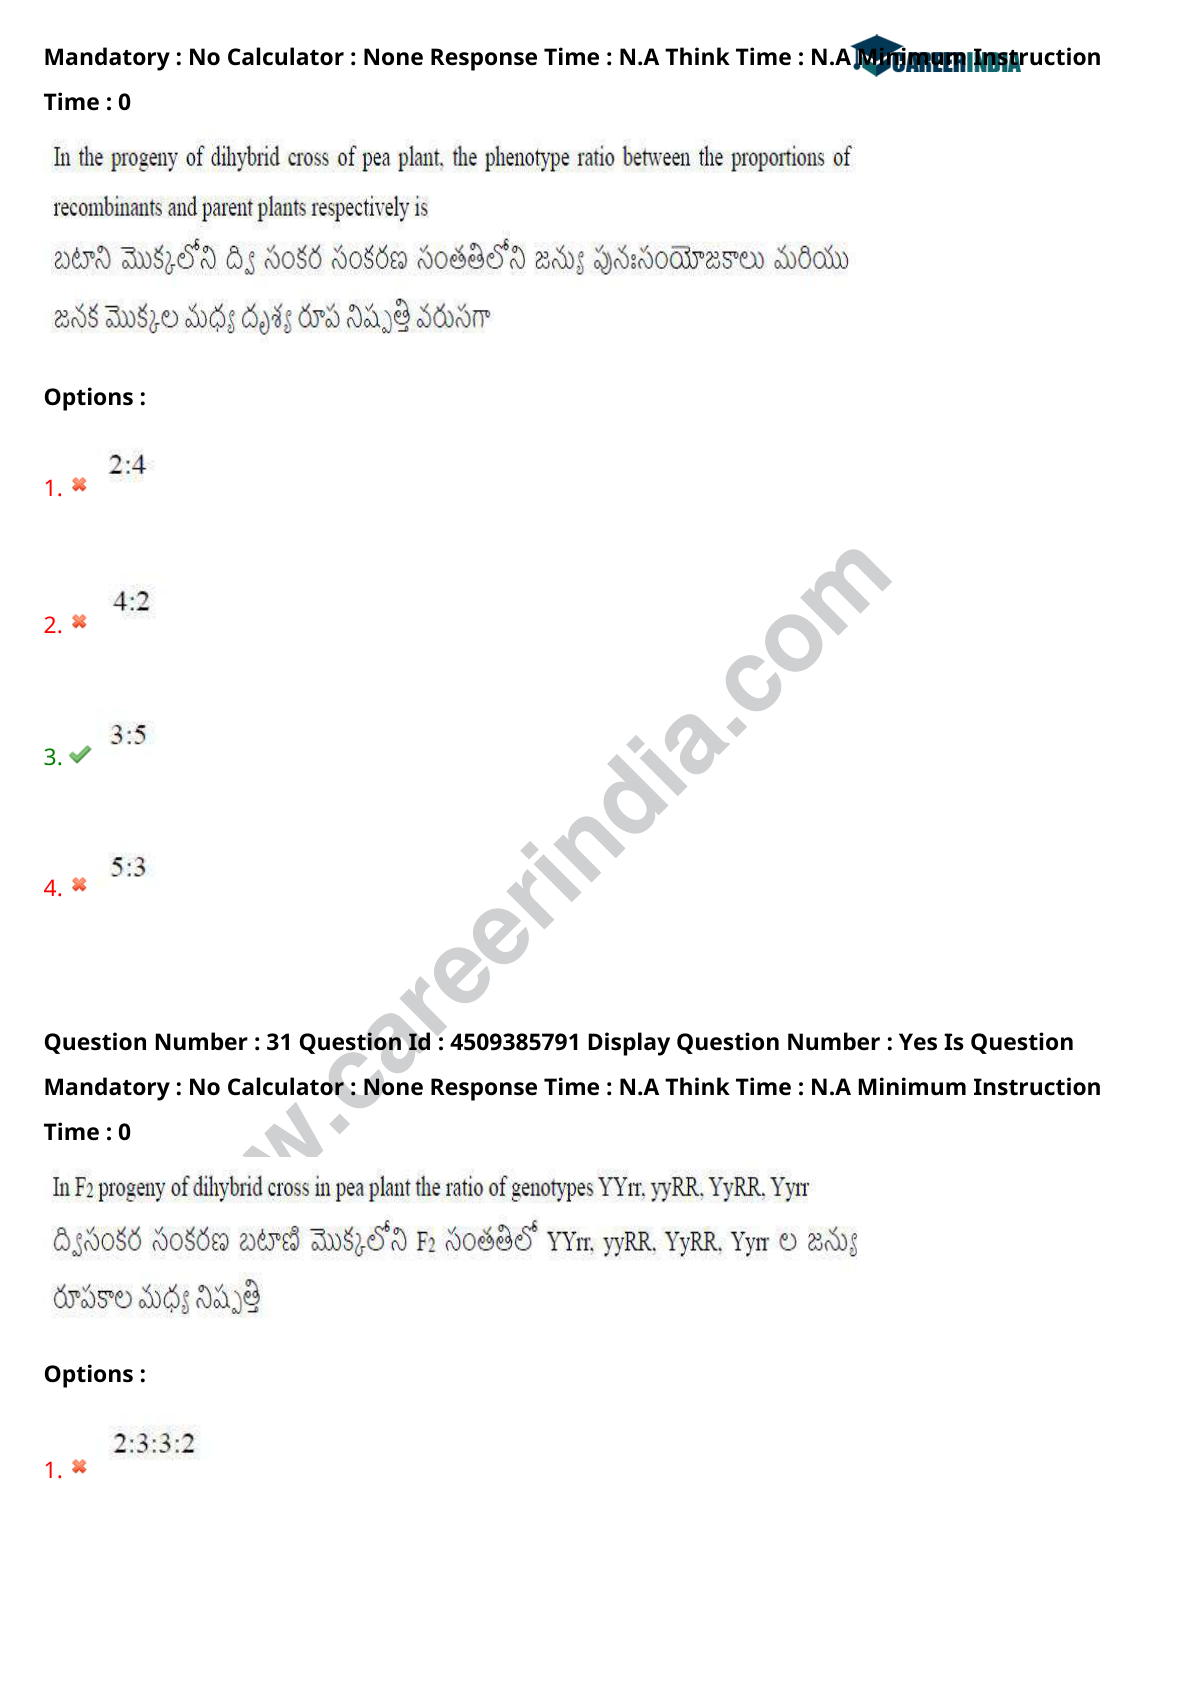 Mandatory : No Calculator : None Response Time : N.A Think Time : N.A Minimum Instruction
CAREERINDIA
Time : 0
In the progeny of dihybrid cross of pea plant, the phenotype ratio between the proportions of
recombinants and parent plants respectively is
బటాని మొక్కలోని ద్వి సంకర సంకరణ సంతతిలోని జన్యు పునఃసంయోజకాలు మరియు
జనక మొక్కల మధ్య దృశ్య రూప నిష్పత్తి వరుసగా
Options :
1. 2:4
2. 4:2
3. 3:5
4. 5:3
w.careerindia.com
Question Number : 31 Question Id : 4509385791 Display Question Number : Yes Is Question
Mandatory : No Calculator : None Response Time : N.A Think Time : N.A Minimum Instruction
Time : 0
In F2 progeny of dihybrid cross in pea plant the ratio of genotypes YYrr, yyRR, YyRR, Yyrr
ద్విసంకర సంకరణ బటాణి మొక్కలోని F2 సంతతిలో YYrr, yyRR, YyRR, Yyrr ల జన్యు
రూపకాల మధ్య నిష్పత్తి
Options :
1. 2:3:3:2